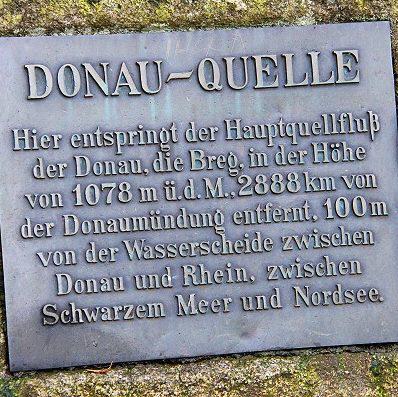 DONAU-QUELLE
Hier entspringt der Hauptquellfluß
der Donau, die Breg, in der Höhe
von 1078 m ü.d.M., 2888 km von
der Donaumündung entfernt, 100 m
von der Wasserscheide zwischen
Donau und Rhein, zwischen
Schwarzem Meer und Nordsee.